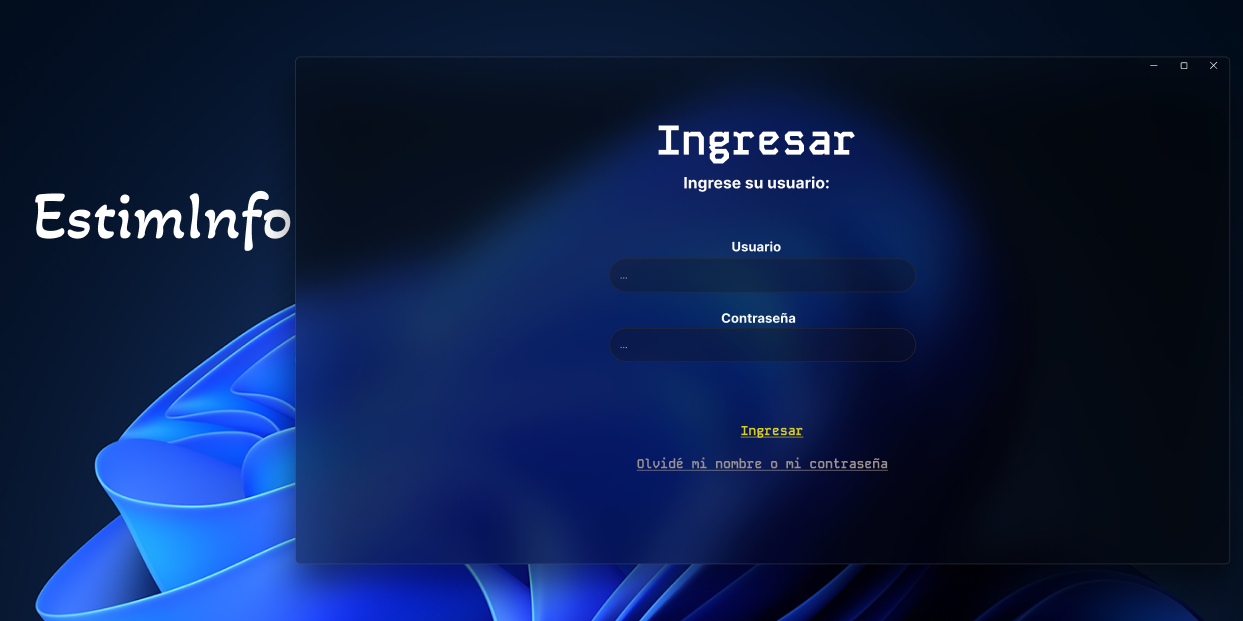 EstimInfo
Ingresar
Ingrese su usuario:
Usuario
...
Contraseña
...
Ingresar
Olvidé mi nombre o mi contraseña